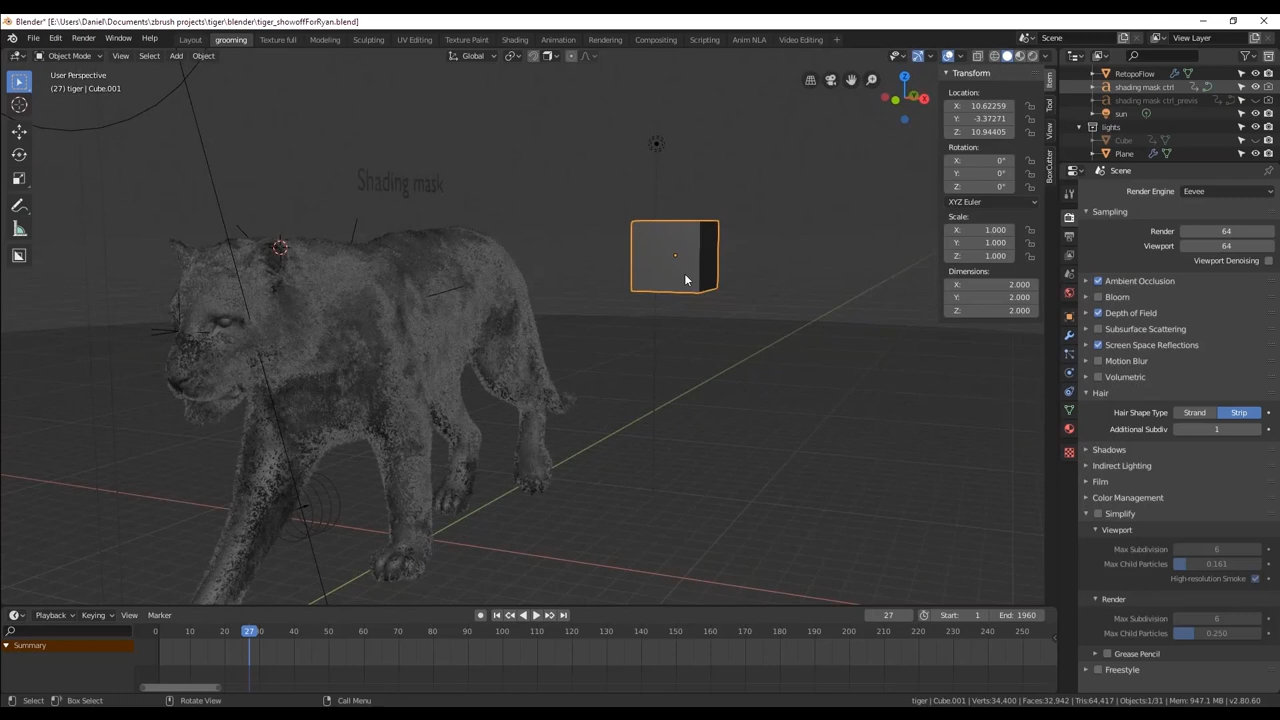 Blender* [E:\Users\Daniel\Documents\zbrush projects\tiger\blender\tiger_showoffForRyan.blend]
File Edit Render Window Help Layout grooming Texture full Modeling Sculpting UV Editing Texture Paint Shading Animation Rendering Compositing Scripting Anim NLA Video Editing + Scene View Layer
Object Mode View Select Add Object Global
User Perspective
(27) tiger | Cube.001
Shading mask
Transform
Location:
X: 10.62259
Y: -3.37271
Z: 10.94405
Rotation:
X: 0°
Y: 0°
Z: 0°
XYZ Euler
Scale:
X: 1.000
Y: 1.000
Z: 1.000
Dimensions:
X: 2.000
Y: 2.000
Z: 2.000
Item
Tool
View
BoxCutter
RetopoFlow
shading mask ctrl
shading mask ctrl_previs
sun
lights
Cube
Plane
Scene
Render Engine Eevee
Sampling
Render 64
Viewport 64
Viewport Denoising
Ambient Occlusion
Bloom
Depth of Field
Subsurface Scattering
Screen Space Reflections
Motion Blur
Volumetric
Hair
Hair Shape Type Strand Strip
Additional Subdiv 1
Shadows
Indirect Lighting
Film
Color Management
Simplify
Viewport
Max Subdivision 6
Max Child Particles 0.161
High-resolution Smoke
Render
Max Subdivision 6
Max Child Particles 0.250
Grease Pencil
Freestyle
Playback Keying View Marker 27 Start: 1 End: 1960
0 10 20 27 30 40 50 60 70 80 90 100 110 120 130 140 150 160 170 180 190 200 210 220 230 240 250
Summary
Select Box Select Rotate View Call Menu tiger | Cube.001 | Verts:34,400 | Faces:32,942 | Tris:64,417 | Objects:1/31 | Mem: 947.1 MB | v2.80.60